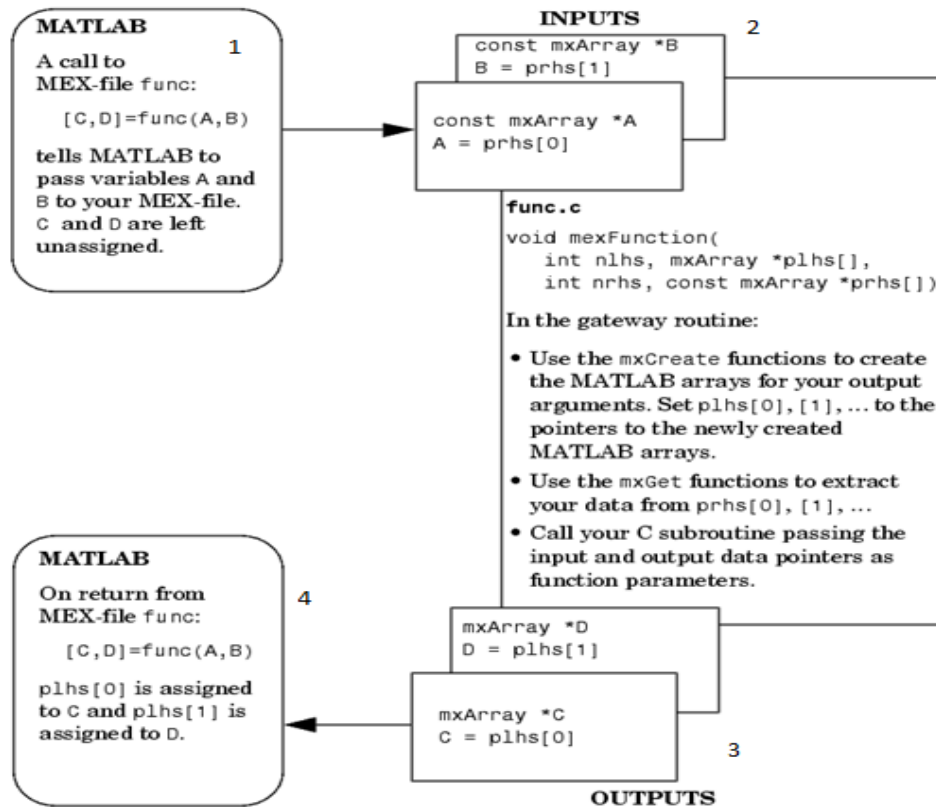 MATLAB
1
A call to
MEX-file func:
[C,D]=func(A,B)
tells MATLAB to
pass variables A and
B to your MEX-file.
C and D are left
unassigned.
INPUTS
2
const mxArray *B
B = prhs[1]
const mxArray *A
A = prhs[0]
func.c
void mexFunction(
int nlhs, mxArray *plhs[],
int nrhs, const mxArray *prhs[])
In the gateway routine:
• Use the mxCreate functions to create
the MATLAB arrays for your output
arguments. Set plhs[0], [1], ... to the
pointers to the newly created
MATLAB arrays.
• Use the mxGet functions to extract
your data from prhs[0], [1], ...
• Call your C subroutine passing the
input and output data pointers as
function parameters.
mxArray *D
D = plhs[1]
mxArray *C
C = plhs[0]
3
OUTPUTS
MATLAB
4
On return from
MEX-file func:
[C,D]=func(A,B)
plhs[0] is assigned
to C and plhs[1] is
assigned to D.